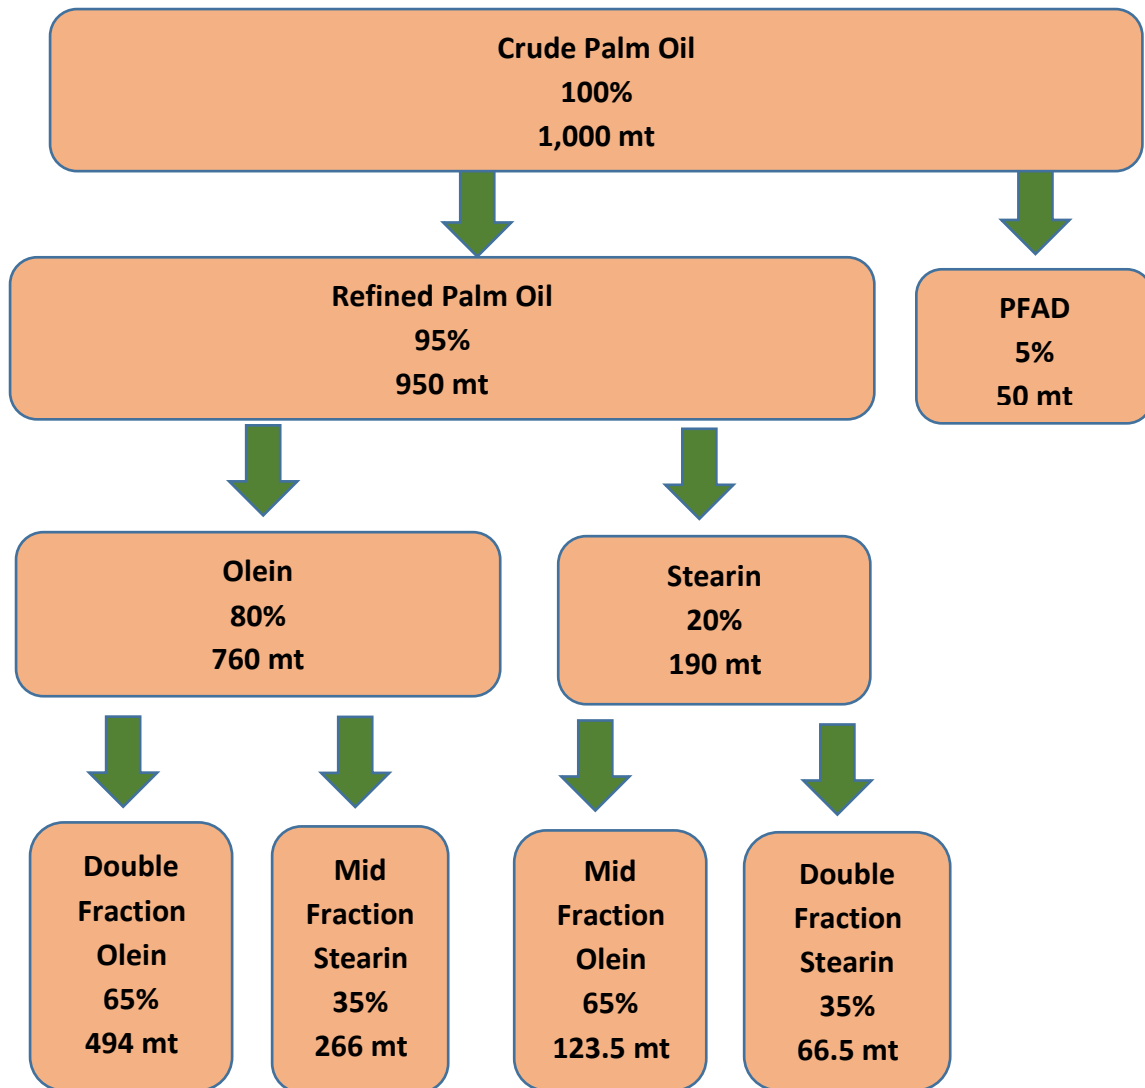 Crude Palm Oil
100%
1,000 mt
Refined Palm Oil
95%
950 mt
PFAD
5%
50 mt
Olein
80%
760 mt
Stearin
20%
190 mt
Double
Fraction
Olein
65%
494 mt
Mid
Fraction
Stearin
35%
266 mt
Mid
Fraction
Olein
65%
123.5 mt
Double
Fraction
Stearin
35%
66.5 mt